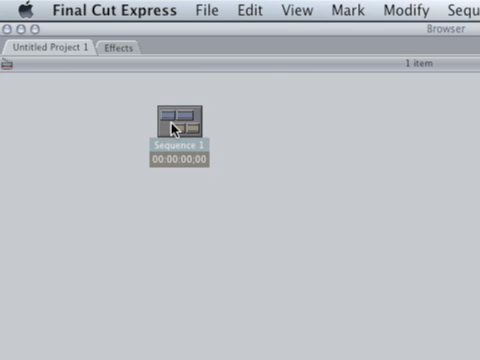 Final Cut Express File Edit View Mark Modify Sequ
Browser
Untitled Project 1 Effects
1 item
Sequence 1
00:00:00;00